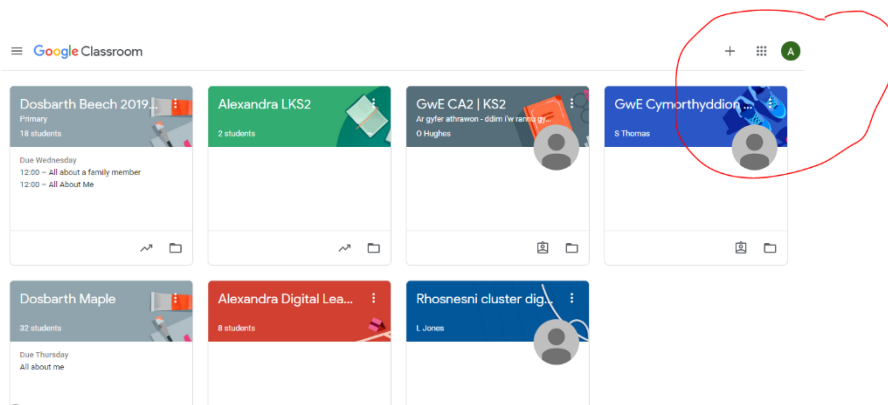 Google Classroom
A
Dosbarth Beech 2019...
Primary
18 students
Due Wednesday
12:00 – All about a family member
12:00 – All About Me
Alexandra LKS2
2 students
GwE CA2 | KS2
Ar gyfer athrawon - ddim i'w rannu gy...
O Hughes
GwE Cymorthyddion ...
S Thomas
Dosbarth Maple
32 students
Due Thursday
All about me
Alexandra Digital Lea...
8 students
Rhosnesni cluster dig...
L Jones